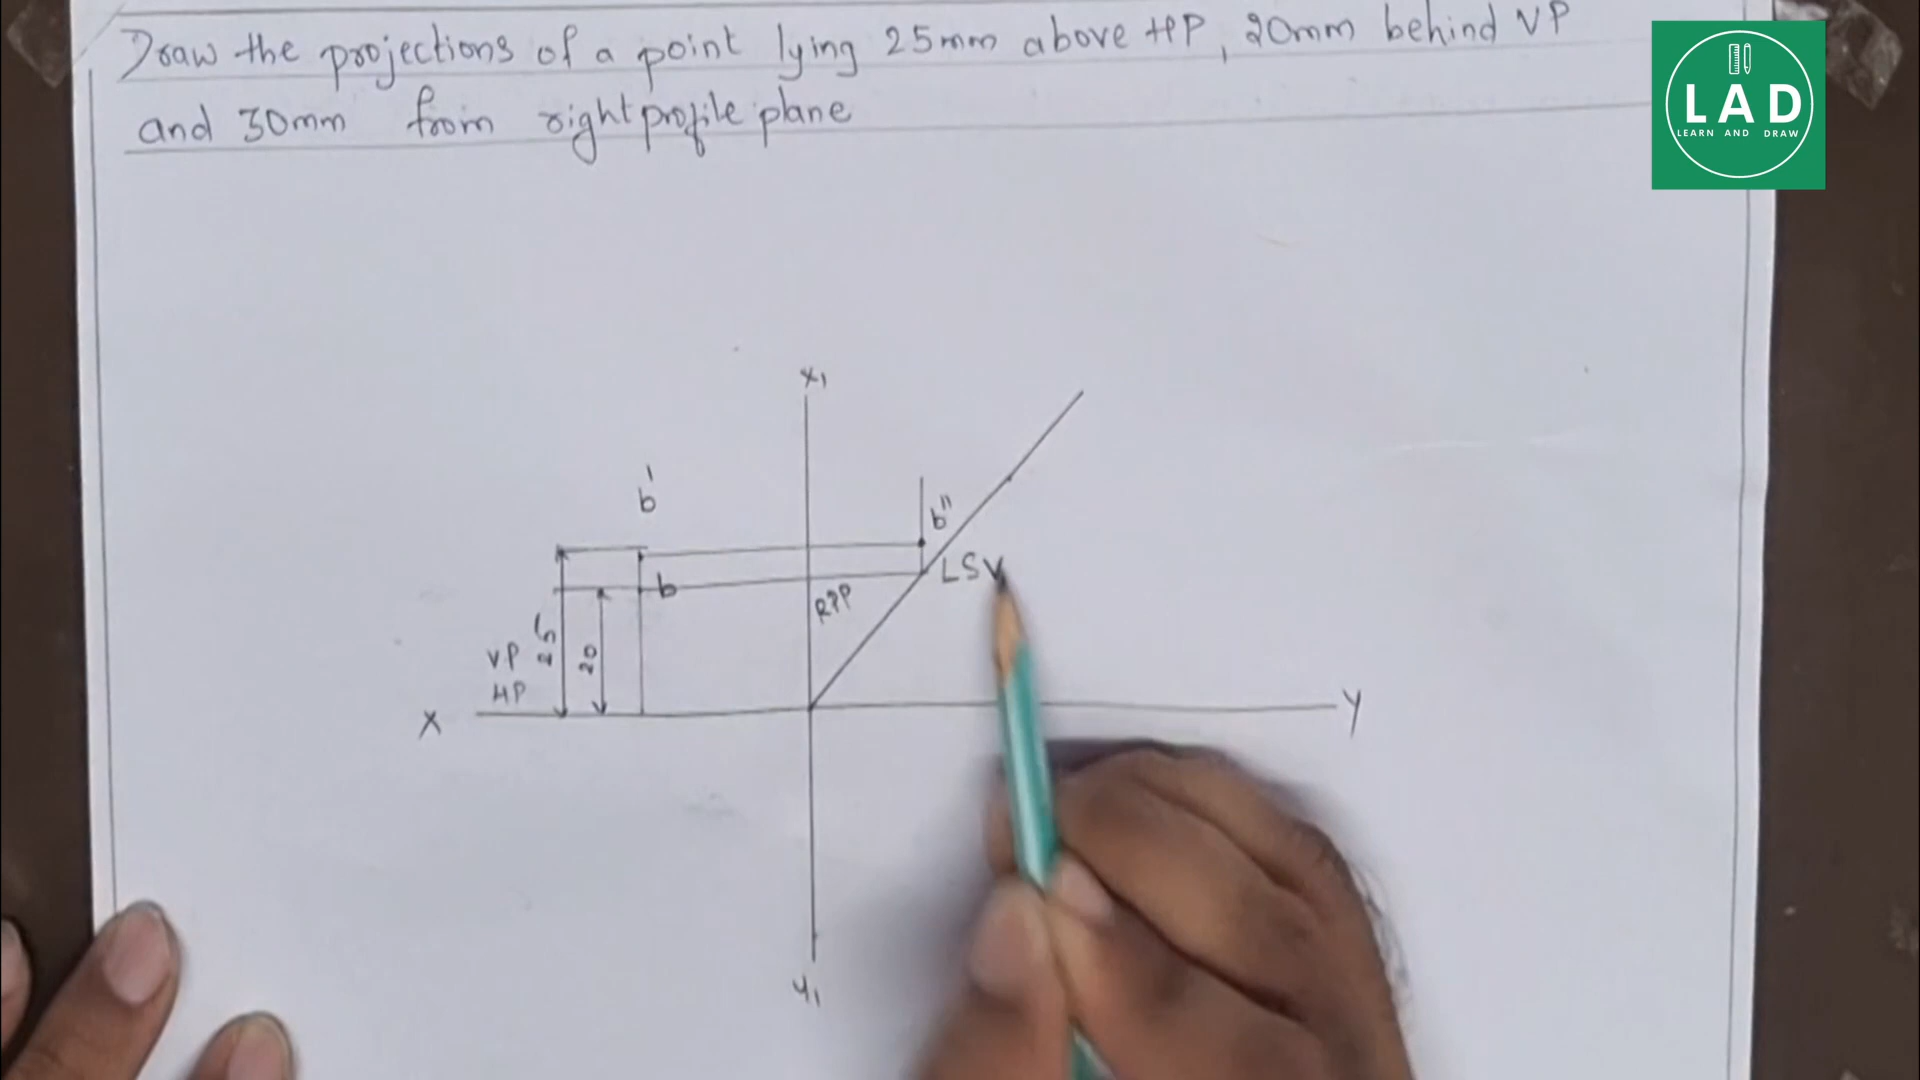 Draw the projections of a point lying 25mm above HP, 20mm behind VP
and 30mm from right profile plane
LAD
LEARN AND DRAW
X1
b'
b"
b
LSV
RPP
25
20
VP
HP
X
Y
Y1